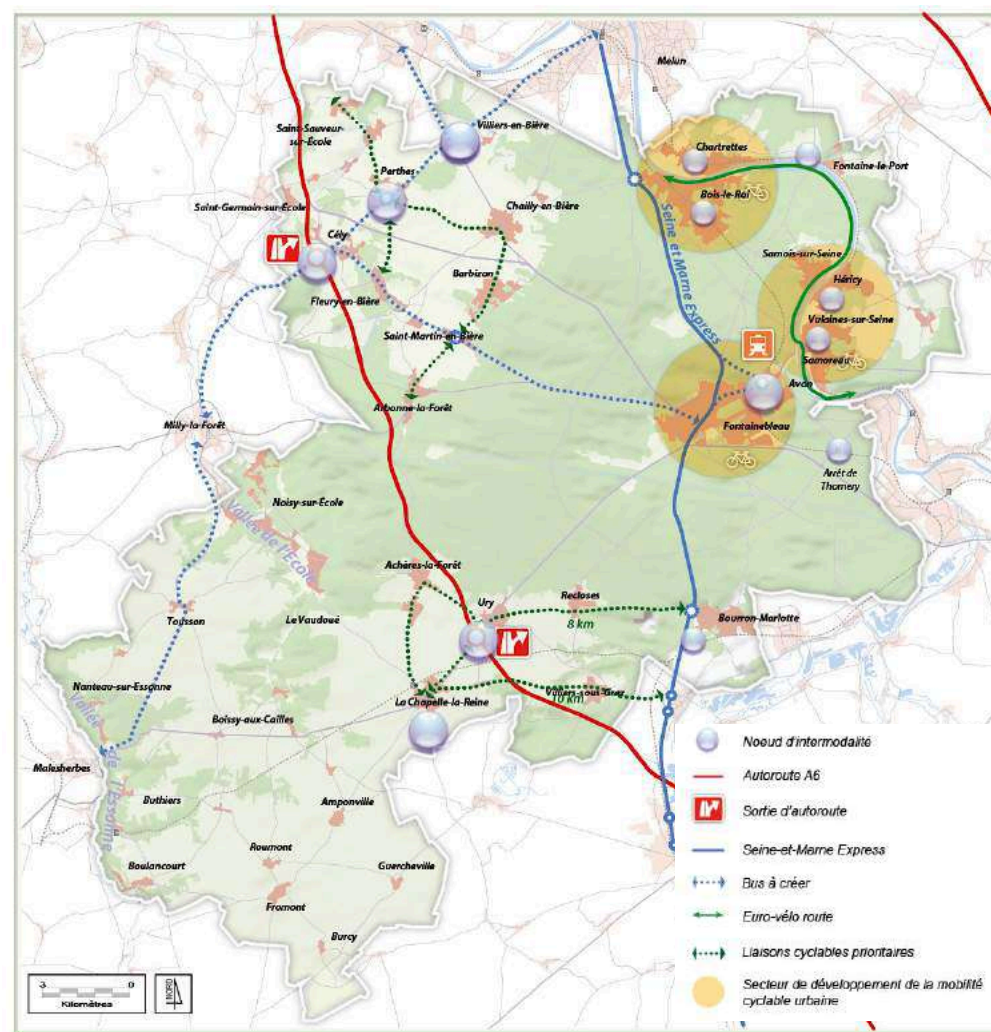 Melun
Saint-Sauveur
sur-École
Villiers-en-Bière
Chartrettes
Fontaine-le-Port
Perthes
Bois-le-Roi
Saint-Germain-sur-École
Chailly-en-Bière
Seine et Marne Express
Cély
Samois-sur-Seine
Barbizon
Héricy
Fleury-en-Bière
Vulaines-sur-Seine
Saint-Martin-en-Bière
Samoreau
Avon
Arbonne-la-Forêt
Milly-la-Forêt
Fontainebleau
Arrêt de
Thomery
Noisy-sur-École
Vallée de l'École
Achères-la-Forêt
Ury
Recloses
8 km
Tousson
Le Vaudoué
Bourron-Marlotte
Nanteau-sur-Essonne
Villiers-sous-Grez
10 km
La Chapelle-la-Reine
Boissy-aux-Cailles
Vallée
de l'Essonne
Malesherbes
Buthiers
Amponville
Boulancourt
Rumont
Guercheville
Fromont
Burcy
Noeud d'intermodalité
Autoroute A6
Sortie d'autoroute
Seine-et-Marne Express
Bus à créer
Euro-vélo route
Liaisons cyclables prioritaires
Secteur de développement de la mobilité
cyclable urbaine
3 0
Kilomètres
NORD